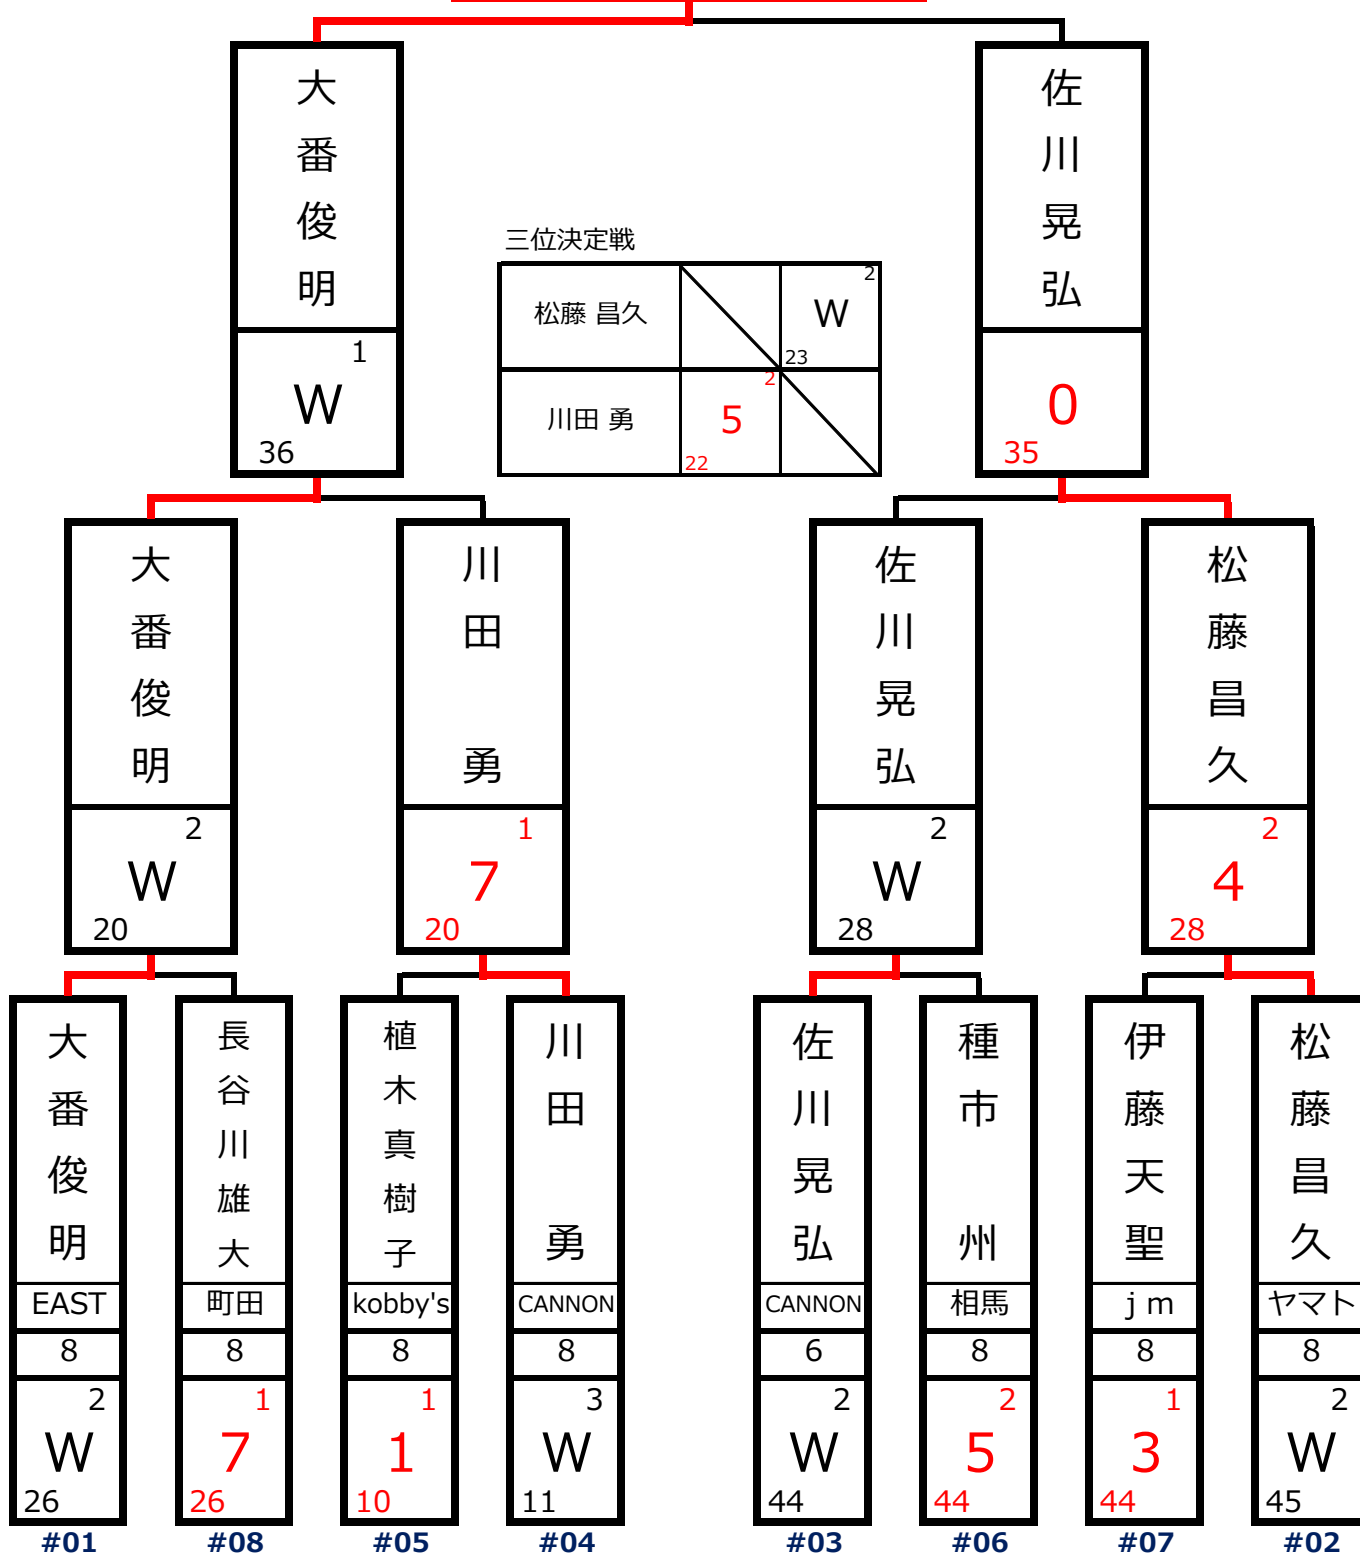 大番俊明
1
W
36
佐川晃弘
0
35
三位決定戦
松藤 昌久
2
W
23
川田 勇
2
5
22
大番俊明
2
W
20
川田 勇
1
7
20
佐川晃弘
2
W
28
松藤昌久
2
4
28
大番俊明
EAST
8
2
W
26
#01
長谷川雄大
町田
8
1
7
26
#08
植木真樹子
kobby's
8
1
1
10
#05
川田 勇
CANNON
8
3
W
11
#04
佐川晃弘
CANNON
6
2
W
44
#03
種市 州
相馬
8
2
5
44
#06
伊藤天聖
ｊｍ
8
1
3
44
#07
松藤昌久
ヤマト
8
2
W
45
#02